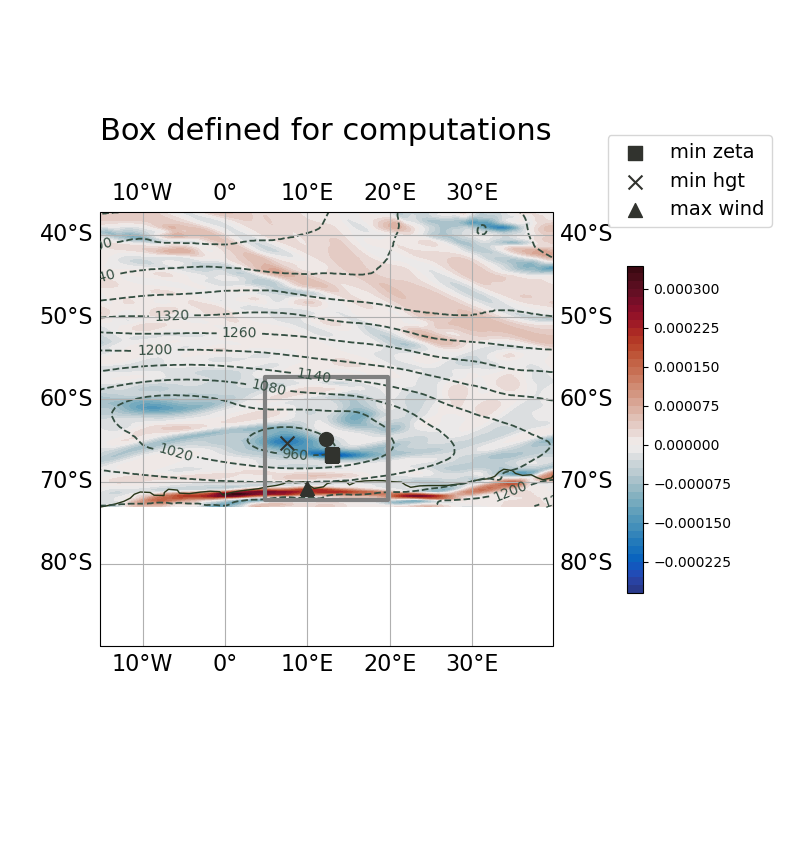 Box defined for computations
min zeta
min hgt
max wind
10°W 0° 10°E 20°E 30°E
40°S 40°S
50°S 50°S
60°S 60°S
70°S 70°S
80°S 80°S
10°W 0° 10°E 20°E 30°E
1320
1260
1200
1140
1080
1020
960
1200
0.000300
0.000225
0.000150
0.000075
0.000000
−0.000075
−0.000150
−0.000225